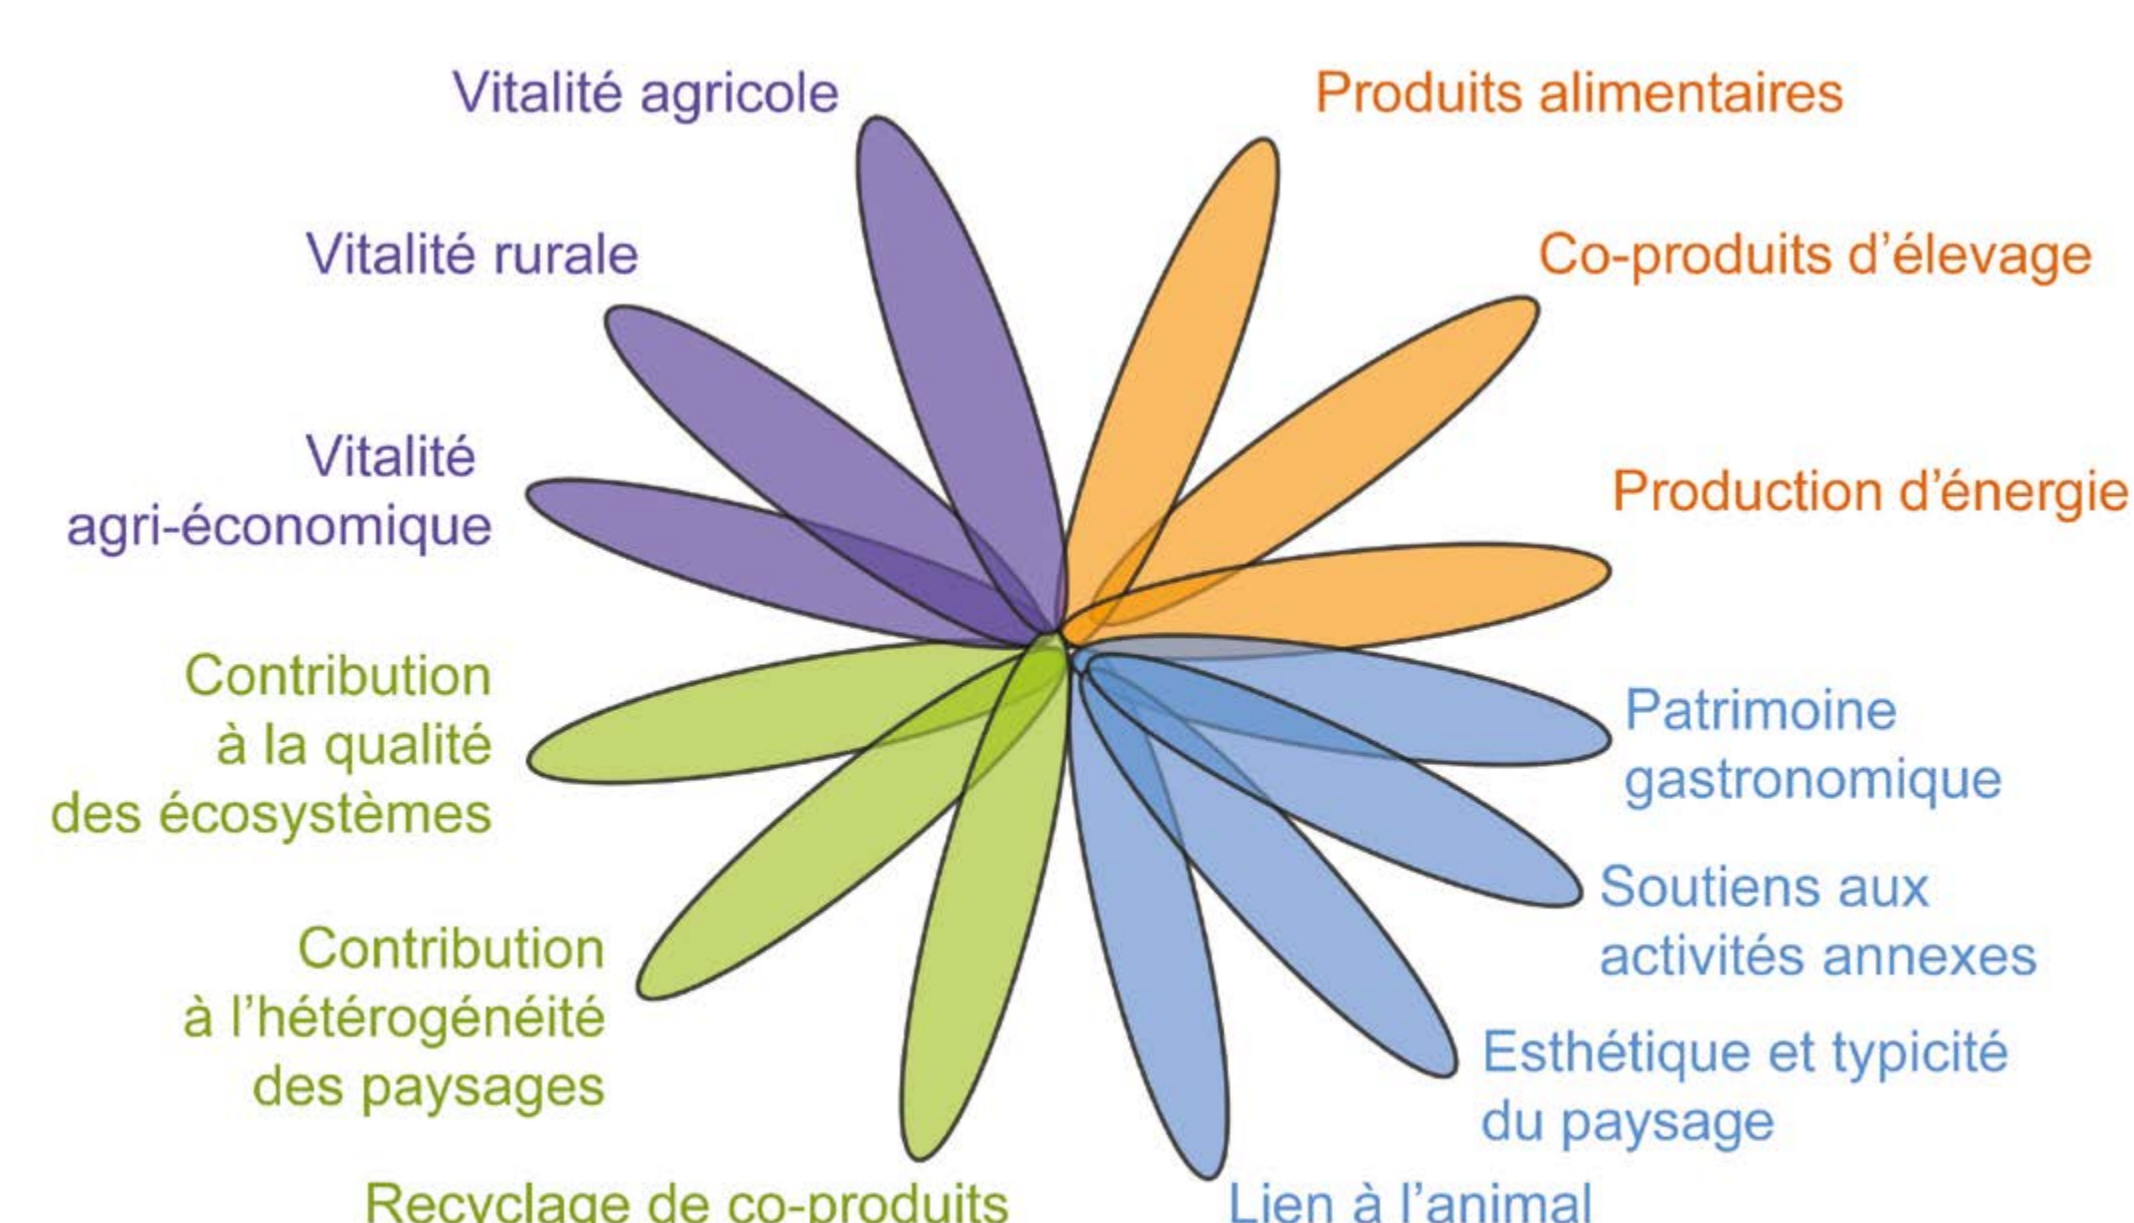 Vitalité agricole
Produits alimentaires
Vitalité rurale
Co-produits d’élevage
Vitalité
agri-économique
Production d’énergie
Contribution
à la qualité
des écosystèmes
Patrimoine
gastronomique
Soutiens aux
activités annexes
Contribution
à l’hétérogénéité
des paysages
Esthétique et typicité
du paysage
Recyclage de co-produits
Lien à l’animal